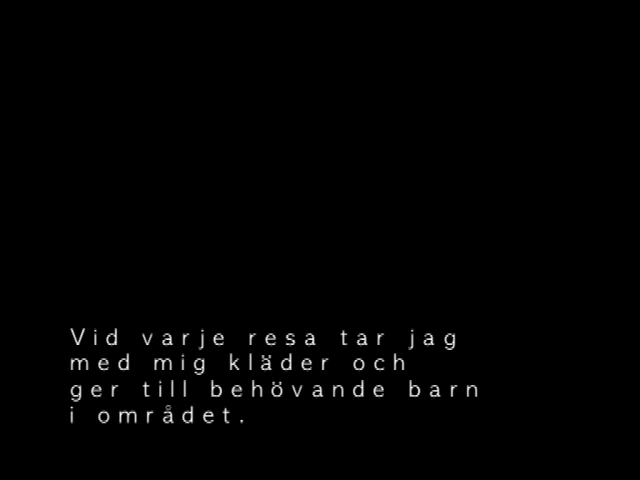 Vid varje resa tar jag
med mig kläder och
ger till behövande barn
i området.